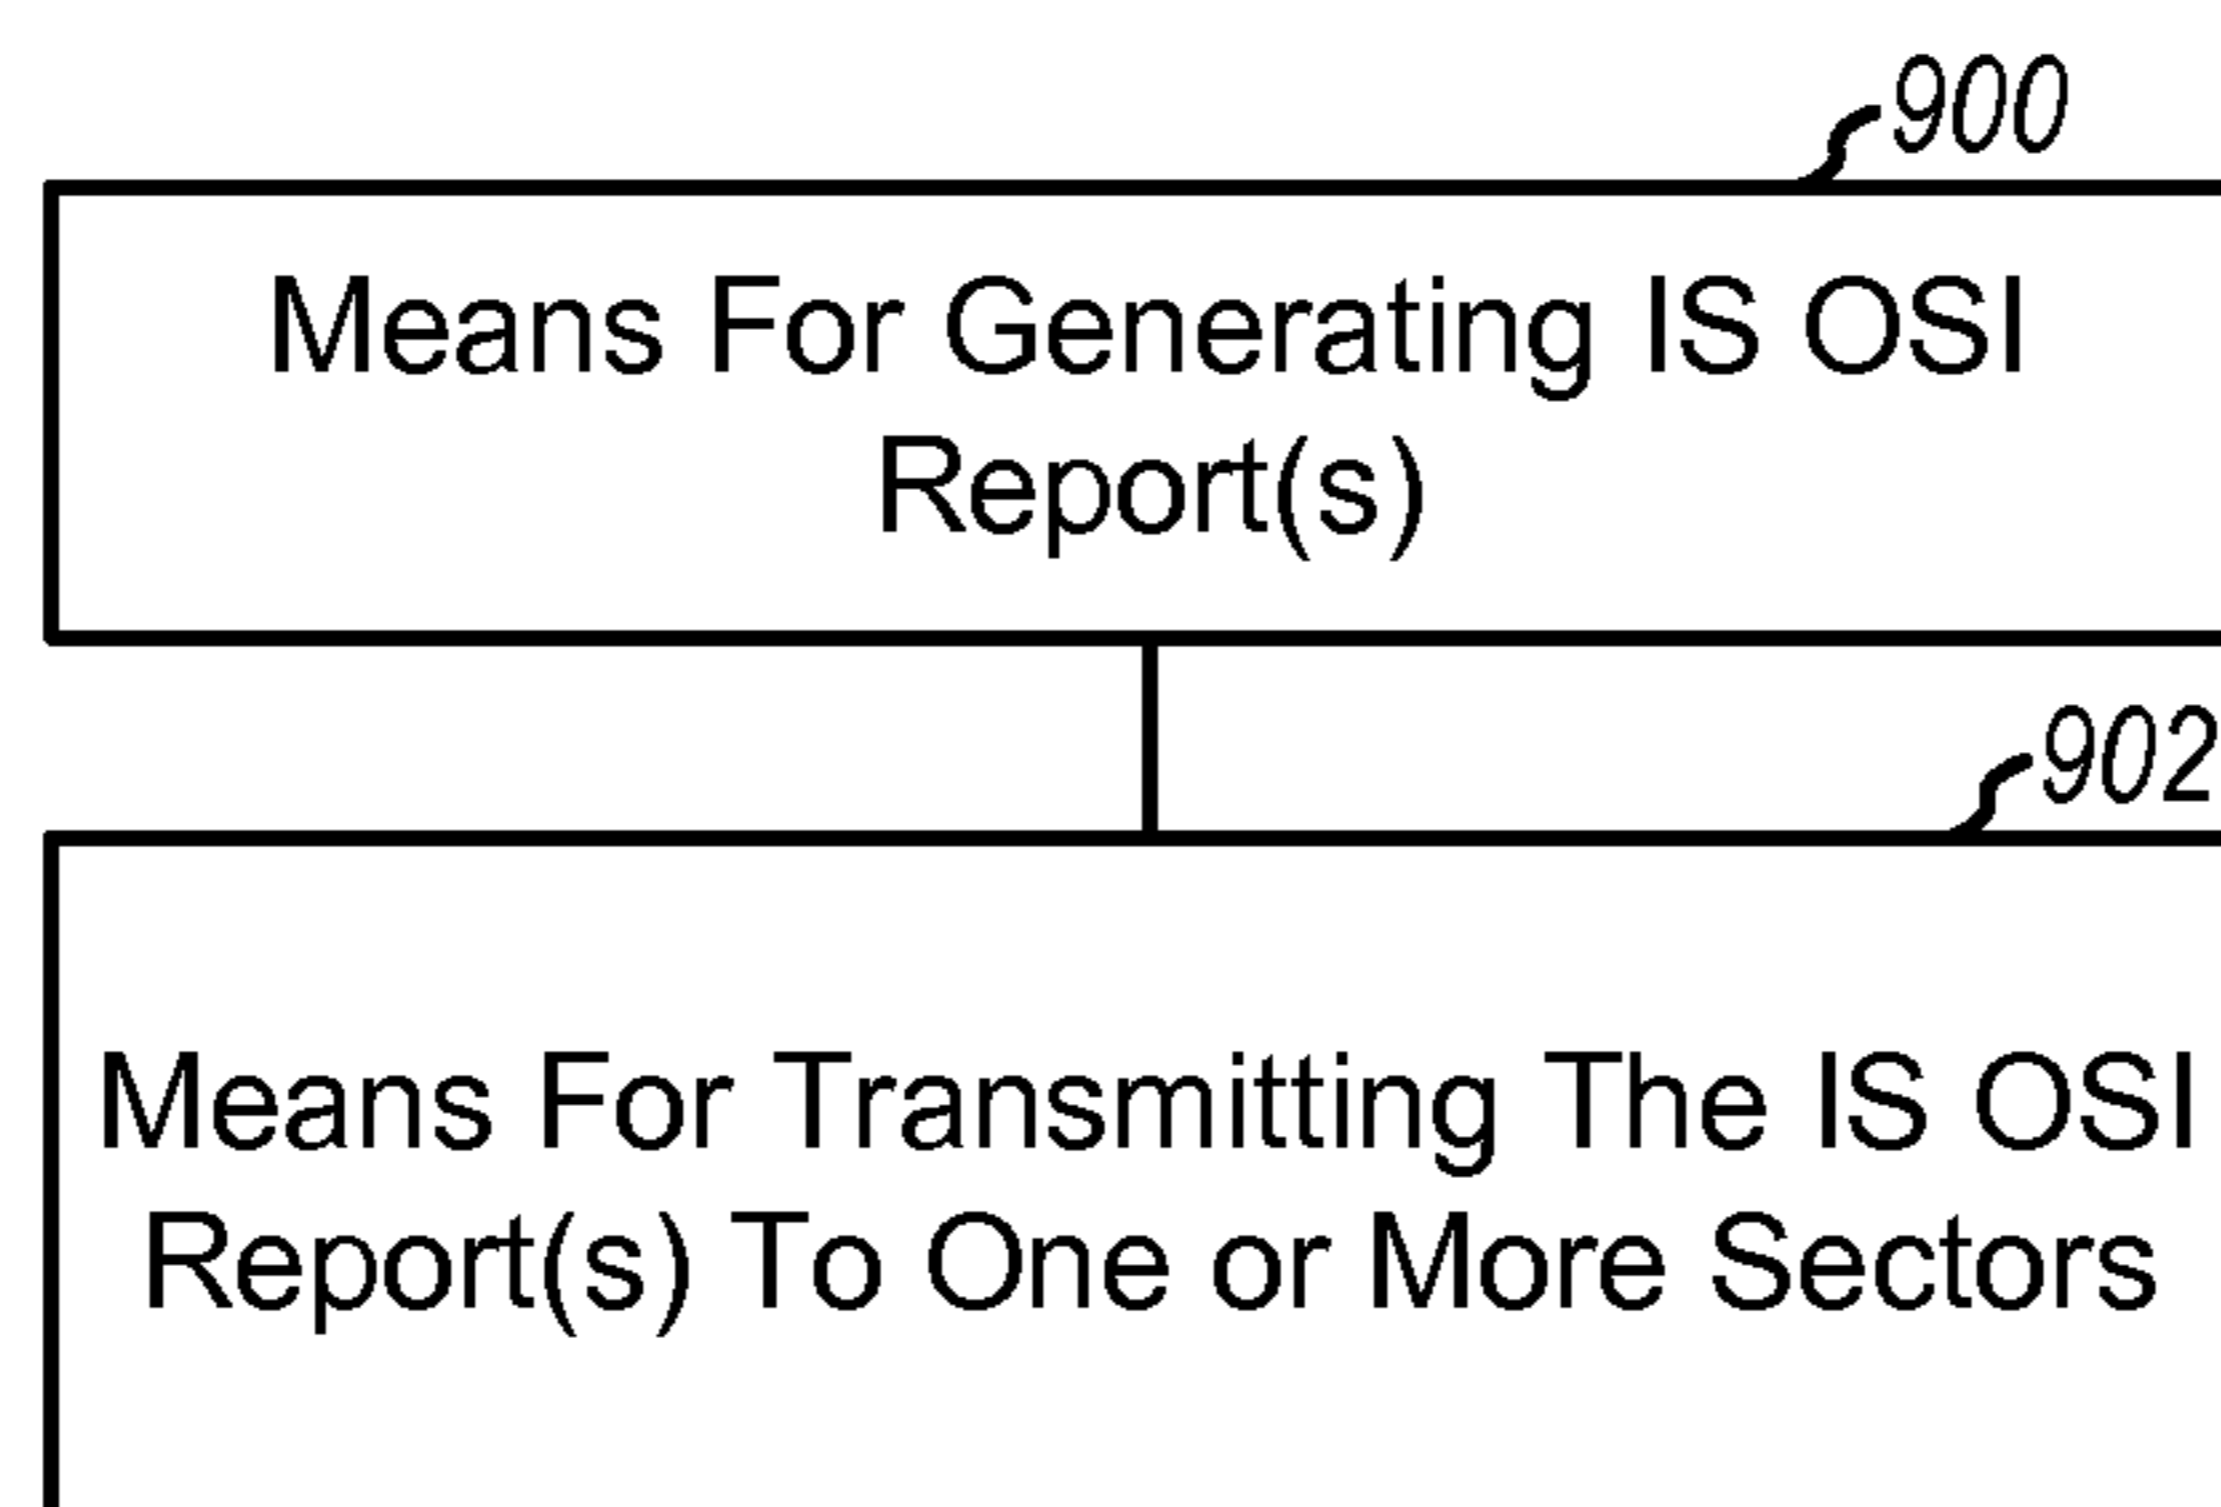 900
Means For Generating IS OSI
Report(s)
902
Means For Transmitting The IS OSI
Report(s) To One or More Sectors